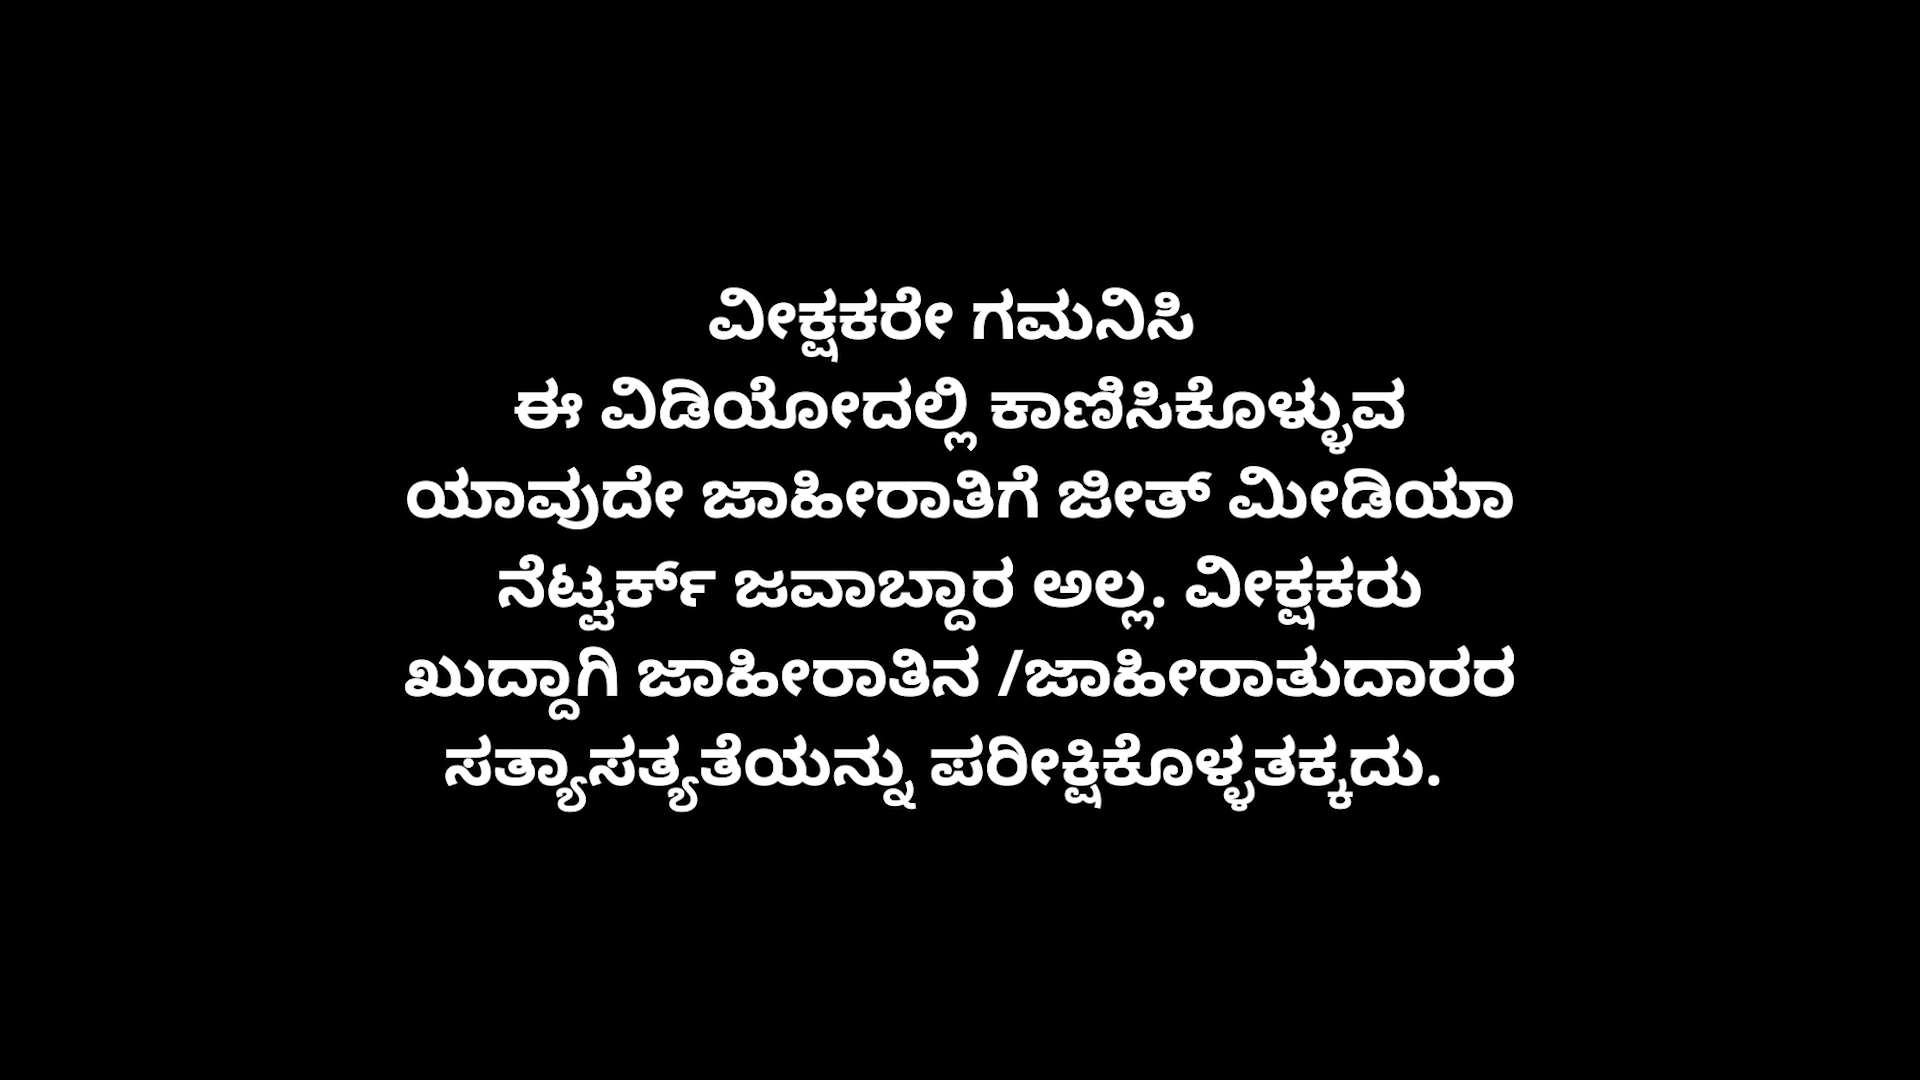 ವೀಕ್ಷಕರೇ ಗಮನಿಸಿ
ಈ ವಿಡಿಯೋದಲ್ಲಿ ಕಾಣಿಸಿಕೊಳ್ಳುವ
ಯಾವುದೇ ಜಾಹೀರಾತಿಗೆ ಜೀತ್ ಮೀಡಿಯಾ
ನೆಟ್ವರ್ಕ್ ಜವಾಬ್ದಾರ ಅಲ್ಲ. ವೀಕ್ಷಕರು
ಖುದ್ದಾಗಿ ಜಾಹೀರಾತಿನ /ಜಾಹೀರಾತುದಾರರ
ಸತ್ಯಾಸತ್ಯತೆಯನ್ನು ಪರೀಕ್ಷಿಕೊಳ್ಳತಕ್ಕದು.